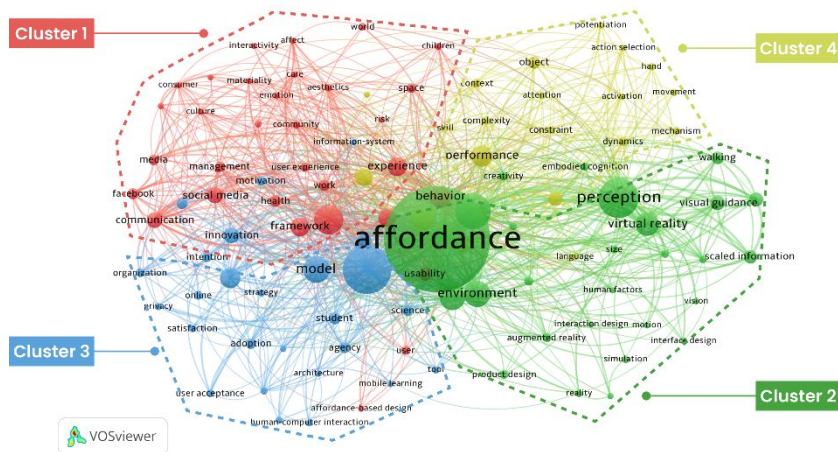 Cluster 1
world
potentiation
interactivity
affect
children
action selection
Cluster 4
object
hand
consumer
materiality
care
context
emotion
aesthetics
space
attention
activation
movement
culture
community
risk
complexity
constraint
mechanism
information-system
dynamics
media
management
user experience
experience
performance
embodied cognition
walking
facebook
motivation
work
creativity
social media
health
behavior
perception
visual guidance
communication
innovation
framework
affordance
virtual reality
intention
language
size
scaled information
organization
model
usability
online
strategy
environment
human factors
vision
privacy
science
satisfaction
student
interaction design
motion
Cluster 3
adoption
agency
user
augmented reality
interface design
simulation
architecture
tool
product design
user acceptance
mobile learning
reality
Cluster 2
affordance-based design
human-computer interaction
VOSviewer